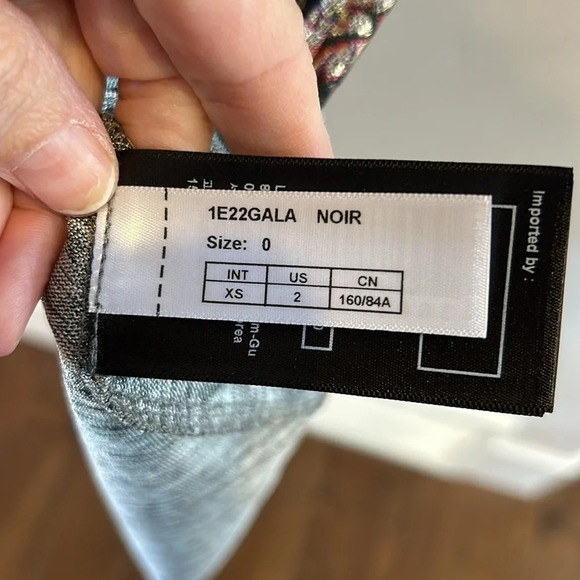 1E22GALA NOIR
Size: 0
INT US CN
XS 2 160/84A
Imported by :